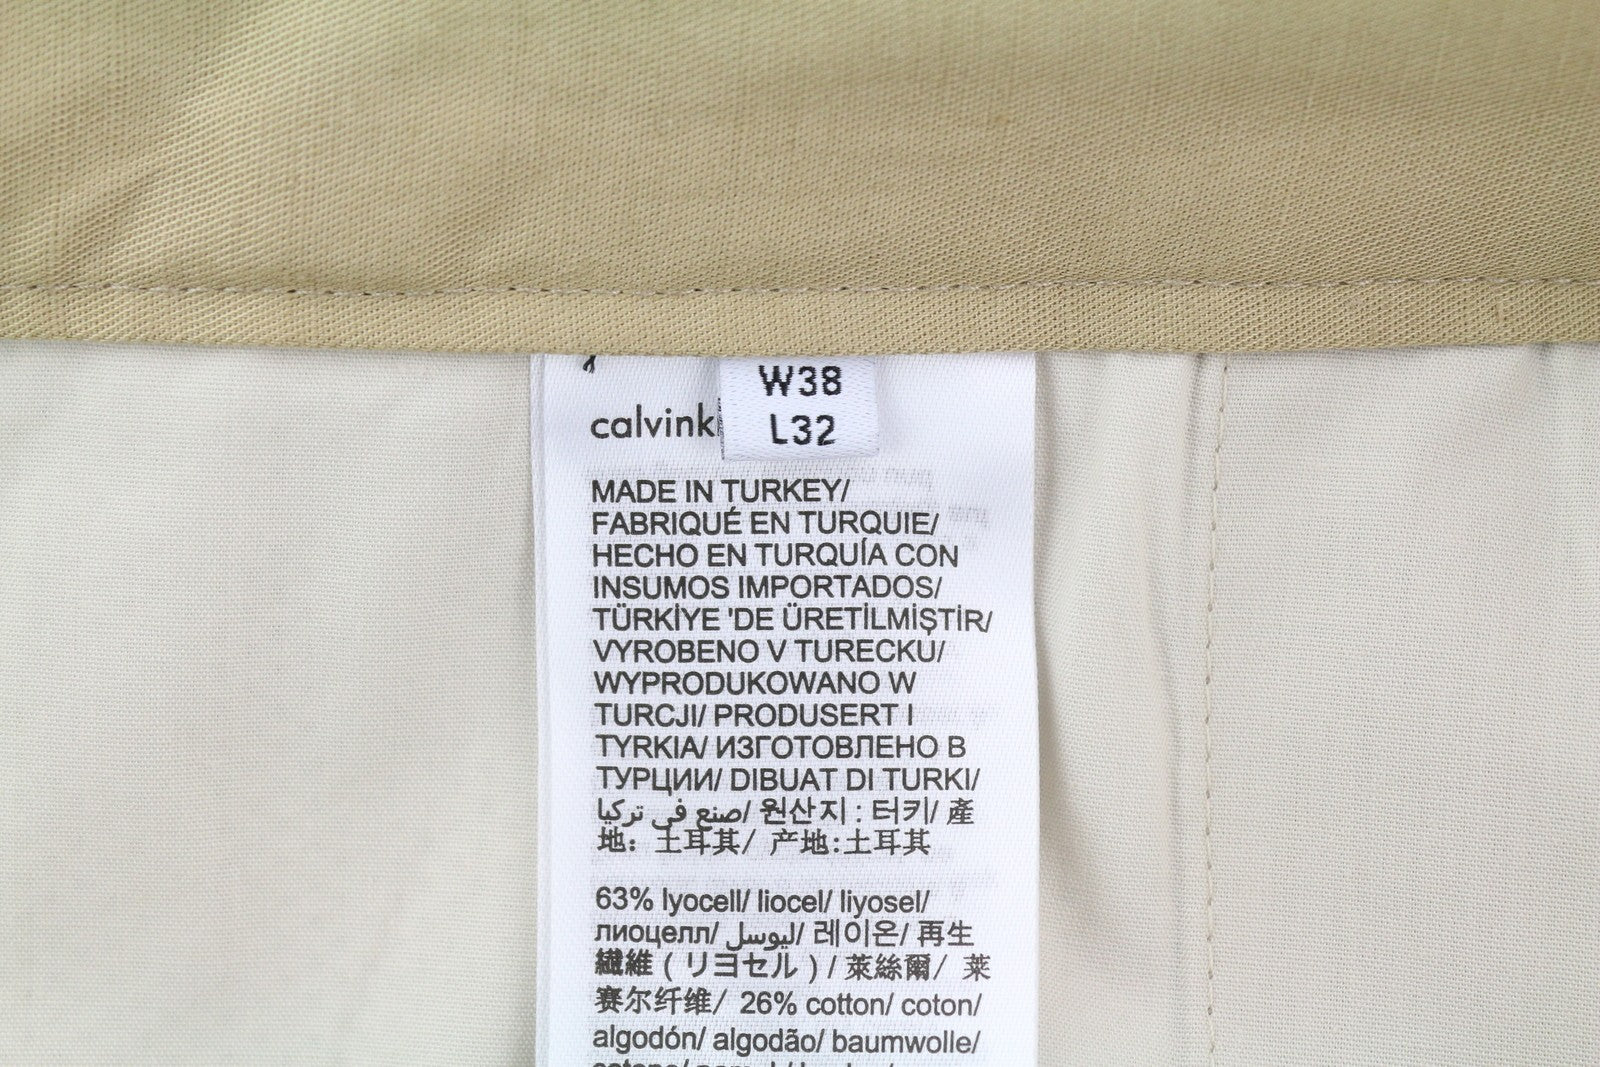 W38
L32
calvink
MADE IN TURKEY/
FABRIQUÉ EN TURQUIE/
HECHO EN TURQUÍA CON
INSUMOS IMPORTADOS/
TÜRKİYE 'DE ÜRETİLMİŞTİR/
VYROBENO V TURECKU/
WYPRODUKOWANO W
TURCJI/ PRODUSERT I
TYRKIA/ ИЗГОТОВЛЕНО В
ТУРЦИИ/ DIBUAT DI TURKI/
صنع في تركيا/ 원산지 : 터키/ 產
地：土耳其/ 产地:土耳其
63% lyocell/ liocel/ liyosel/
лиоцелл/ ليوسل/ 레이온/ 再生
繊維 ( リヨセル ) / 萊絲爾/ 莱
赛尔纤维/ 26% cotton/ coton/
algodón/ algodão/ baumwolle/